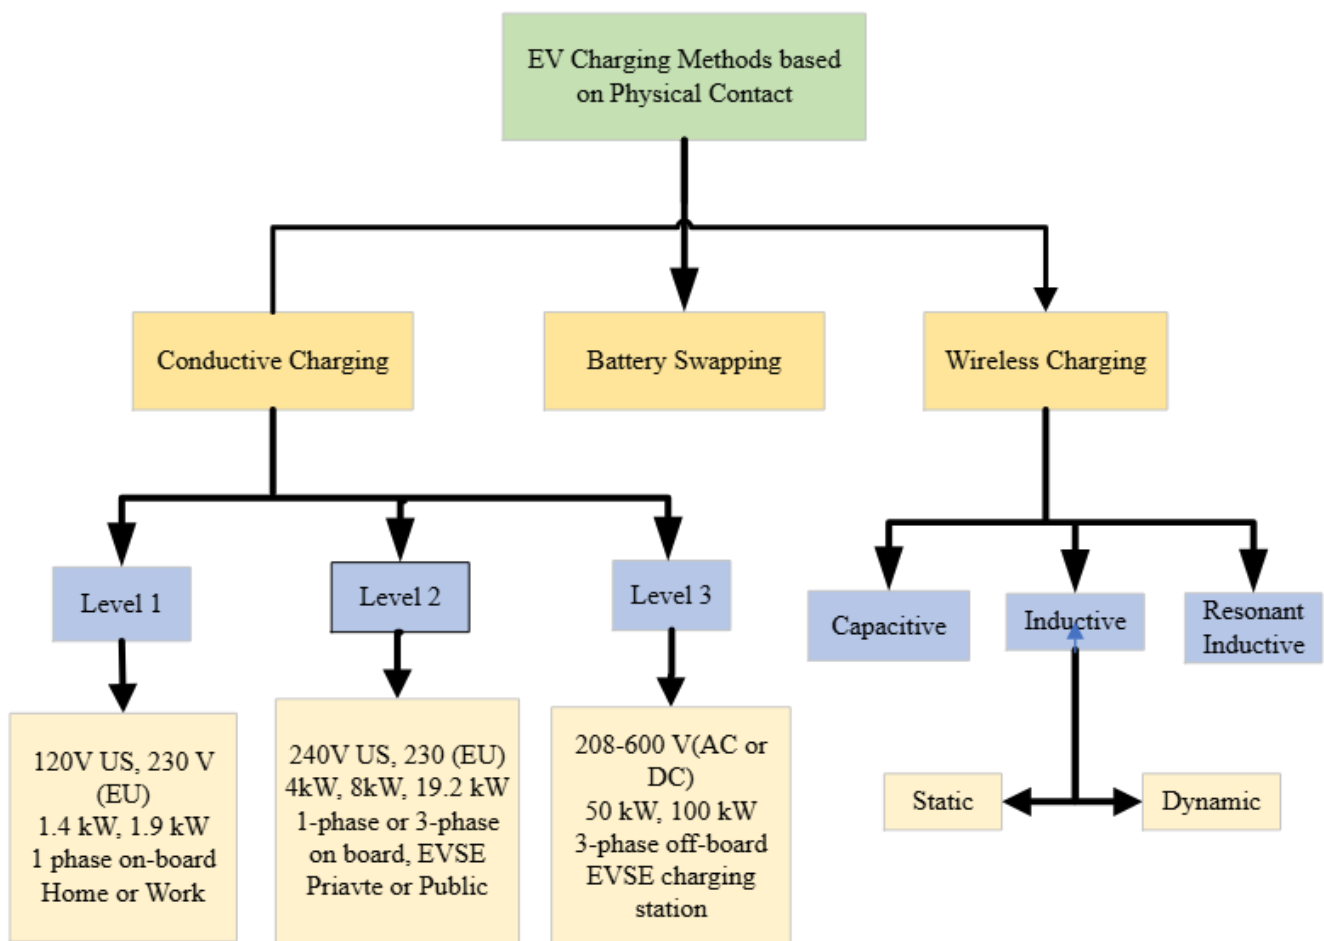 EV Charging Methods based
on Physical Contact
Conductive Charging
Battery Swapping
Wireless Charging
Level 1
Level 2
Level 3
Capacitive
Inductive
Resonant
Inductive
120V US, 230 V
(EU)
1.4 kW, 1.9 kW
1 phase on-board
Home or Work
240V US, 230 (EU)
4kW, 8kW, 19.2 kW
1-phase or 3-phase
on board, EVSE
Priavte or Public
208-600 V(AC or
DC)
50 kW, 100 kW
3-phase off-board
EVSE charging
station
Static
Dynamic